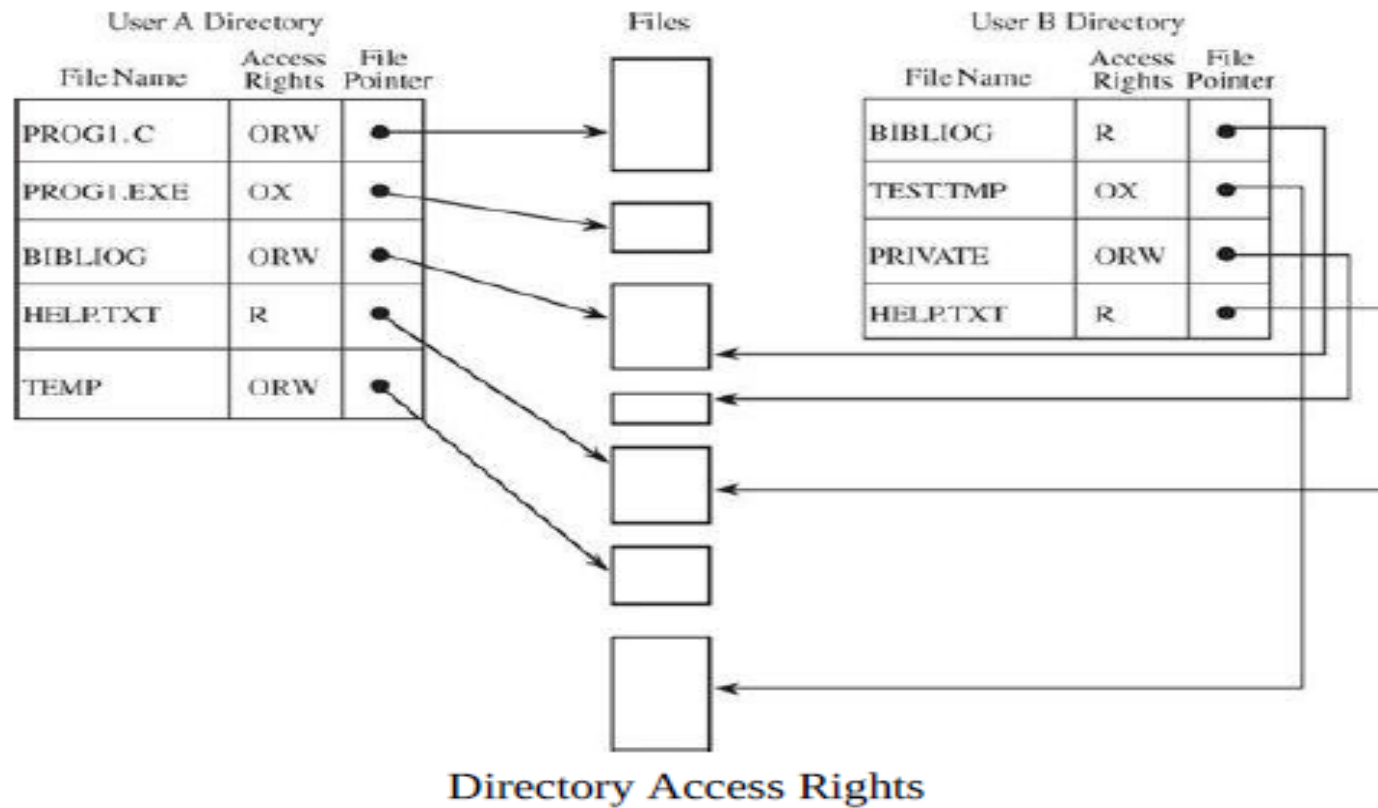 User A Directory
Files
User B Directory
File Name Access Rights File Pointer
PROG1.C ORW
PROG1.EXE OX
BIBLIOG ORW
HELP.TXT R
TEMP ORW
File Name Access Rights File Pointer
BIBLIOG R
TEST.TMP OX
PRIVATE ORW
HELP.TXT R
Directory Access Rights